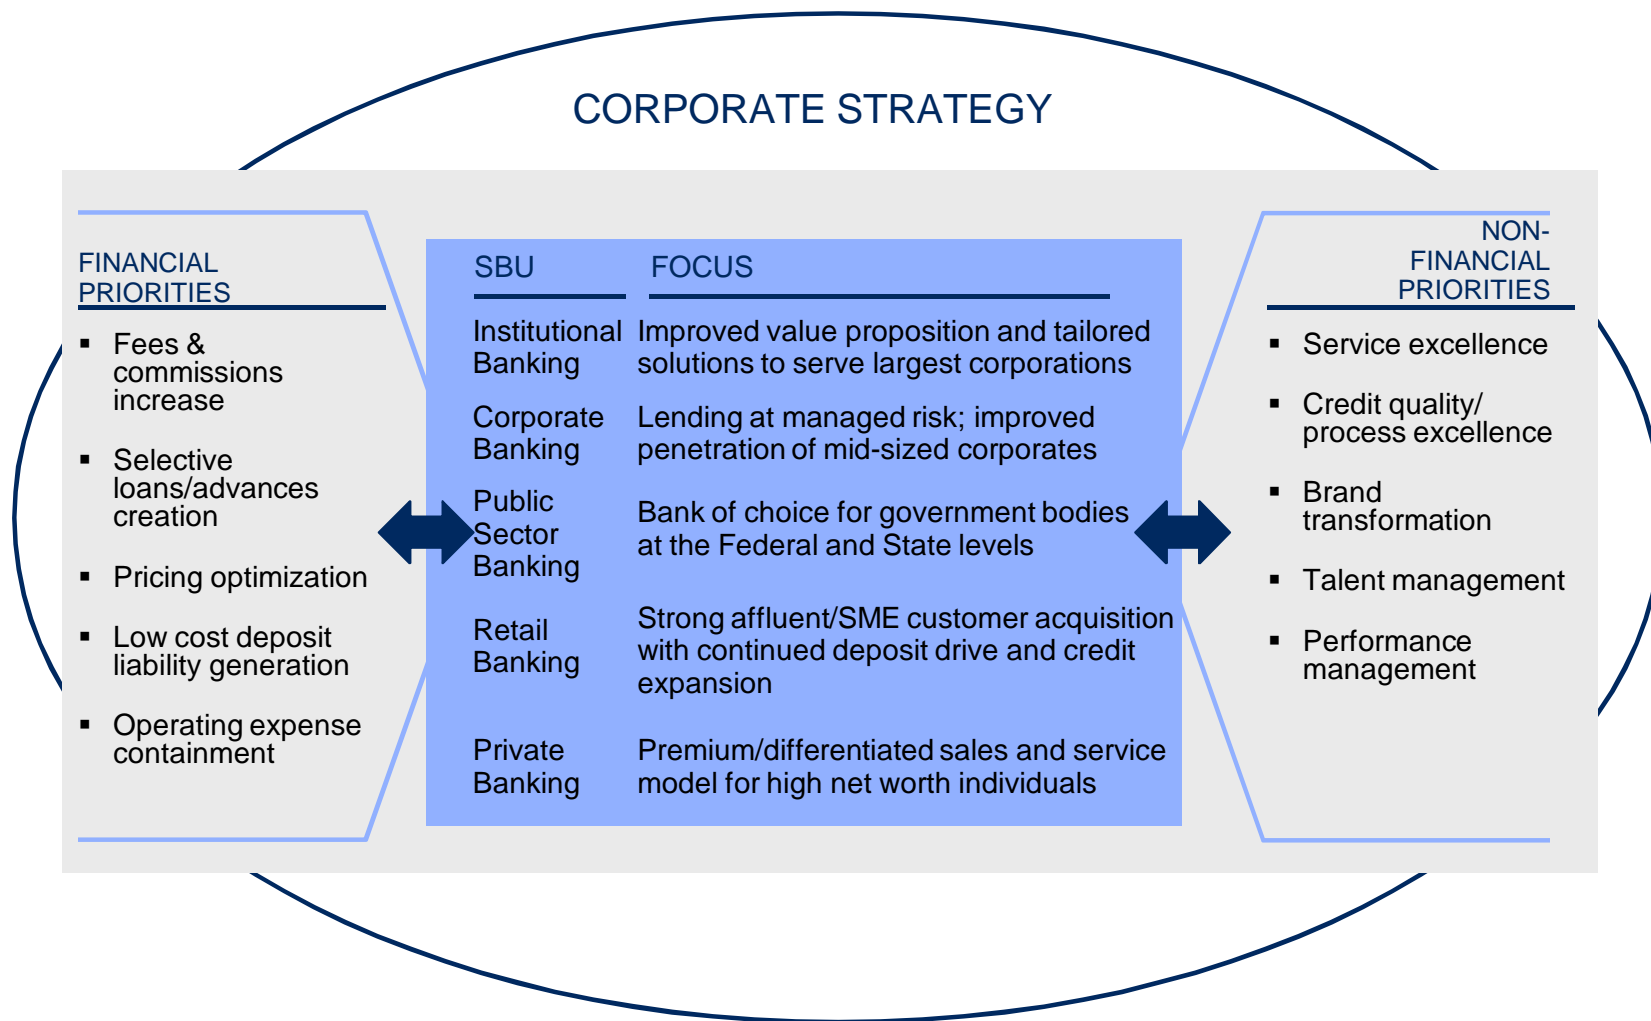 CORPORATE STRATEGY
FINANCIAL
PRIORITIES
▪ Fees &
commissions
increase
▪ Selective
loans/advances
creation
▪ Pricing optimization
▪ Low cost deposit
liability generation
▪ Operating expense
containment
SBU
FOCUS
Institutional
Banking
Improved value proposition and tailored
solutions to serve largest corporations
Corporate
Banking
Lending at managed risk; improved
penetration of mid-sized corporates
Public
Sector
Banking
Bank of choice for government bodies
at the Federal and State levels
Retail
Banking
Strong affluent/SME customer acquisition
with continued deposit drive and credit
expansion
Private
Banking
Premium/differentiated sales and service
model for high net worth individuals
NON-
FINANCIAL
PRIORITIES
▪ Service excellence
▪ Credit quality/
process excellence
▪ Brand
transformation
▪ Talent management
▪ Performance
management